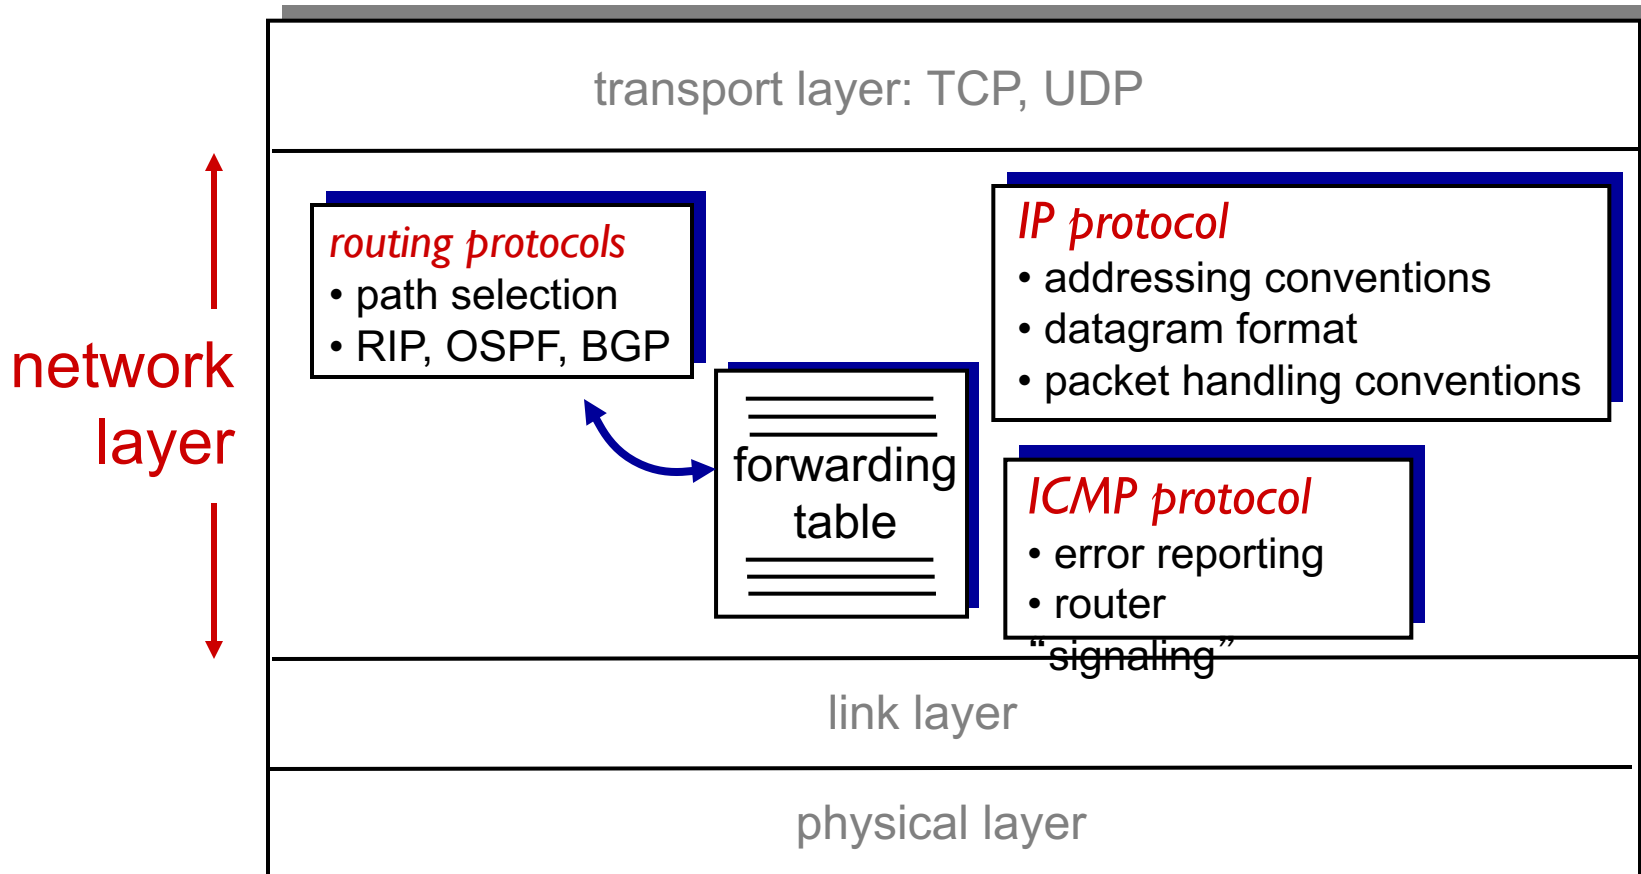 transport layer: TCP, UDP
network
layer
routing protocols
• path selection
• RIP, OSPF, BGP
forwarding
table
IP protocol
• addressing conventions
• datagram format
• packet handling conventions
ICMP protocol
• error reporting
• router
“signaling”
link layer
physical layer